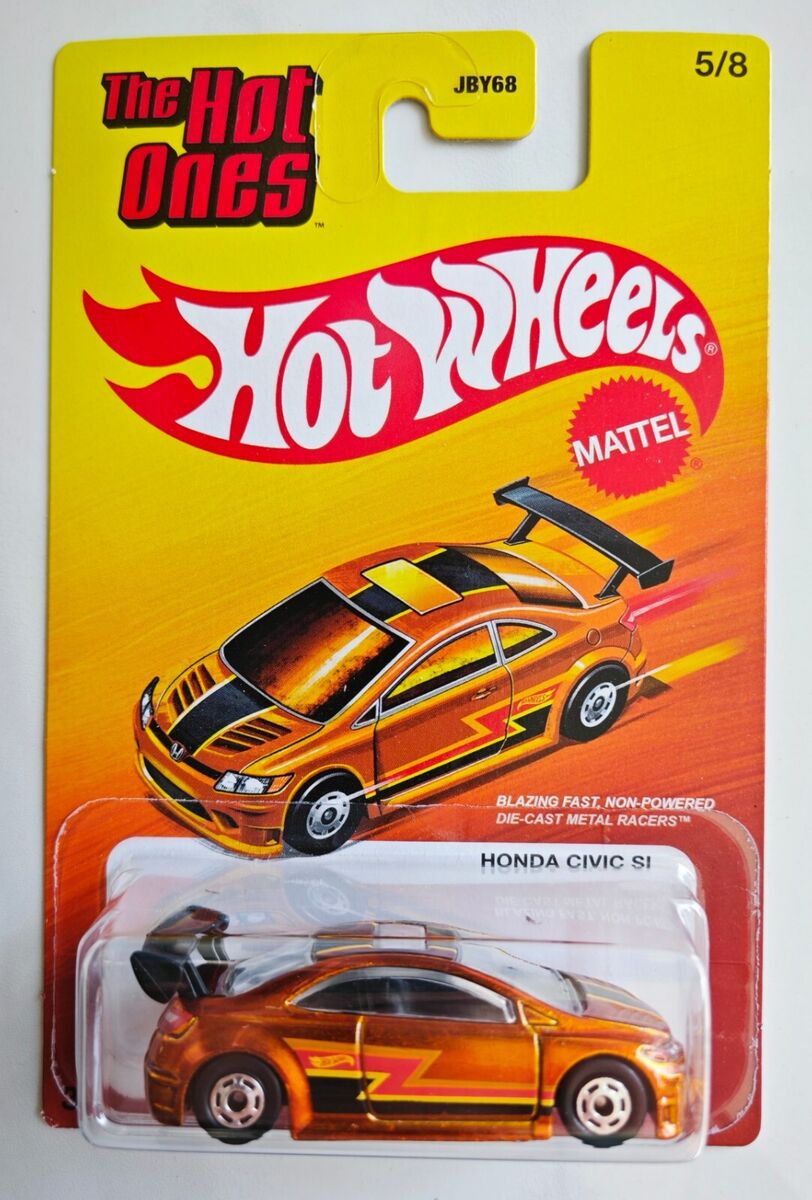 The Hot
Ones™
JBY68
5/8
Hot Wheels®
MATTEL®
BLAZING FAST, NON-POWERED
DIE-CAST METAL RACERS™
HONDA CIVIC SI